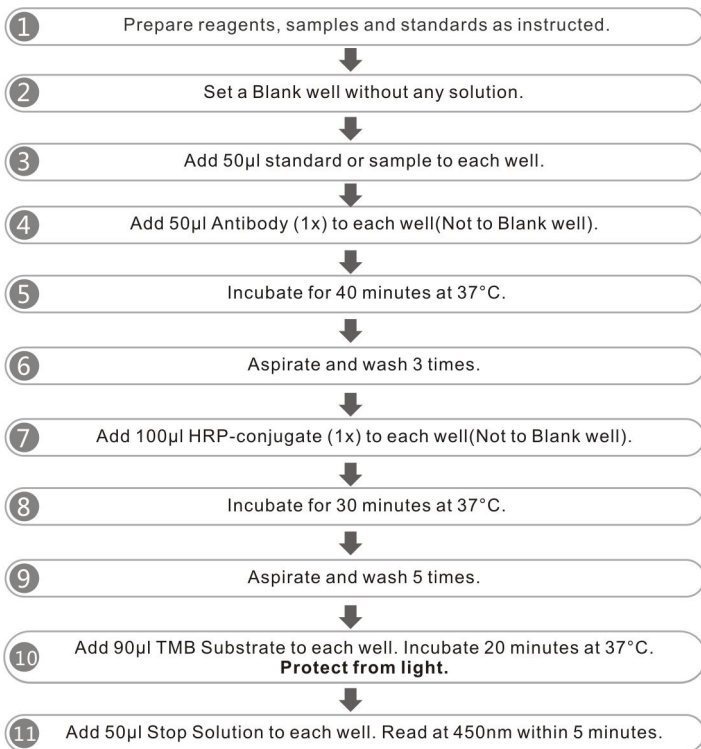 1 Prepare reagents, samples and standards as instructed.
2 Set a Blank well without any solution.
3 Add 50μl standard or sample to each well.
4 Add 50μl Antibody (1x) to each well(Not to Blank well).
5 Incubate for 40 minutes at 37°C.
6 Aspirate and wash 3 times.
7 Add 100μl HRP-conjugate (1x) to each well(Not to Blank well).
8 Incubate for 30 minutes at 37°C.
9 Aspirate and wash 5 times.
10 Add 90μl TMB Substrate to each well. Incubate 20 minutes at 37°C.
Protect from light.
11 Add 50μl Stop Solution to each well. Read at 450nm within 5 minutes.